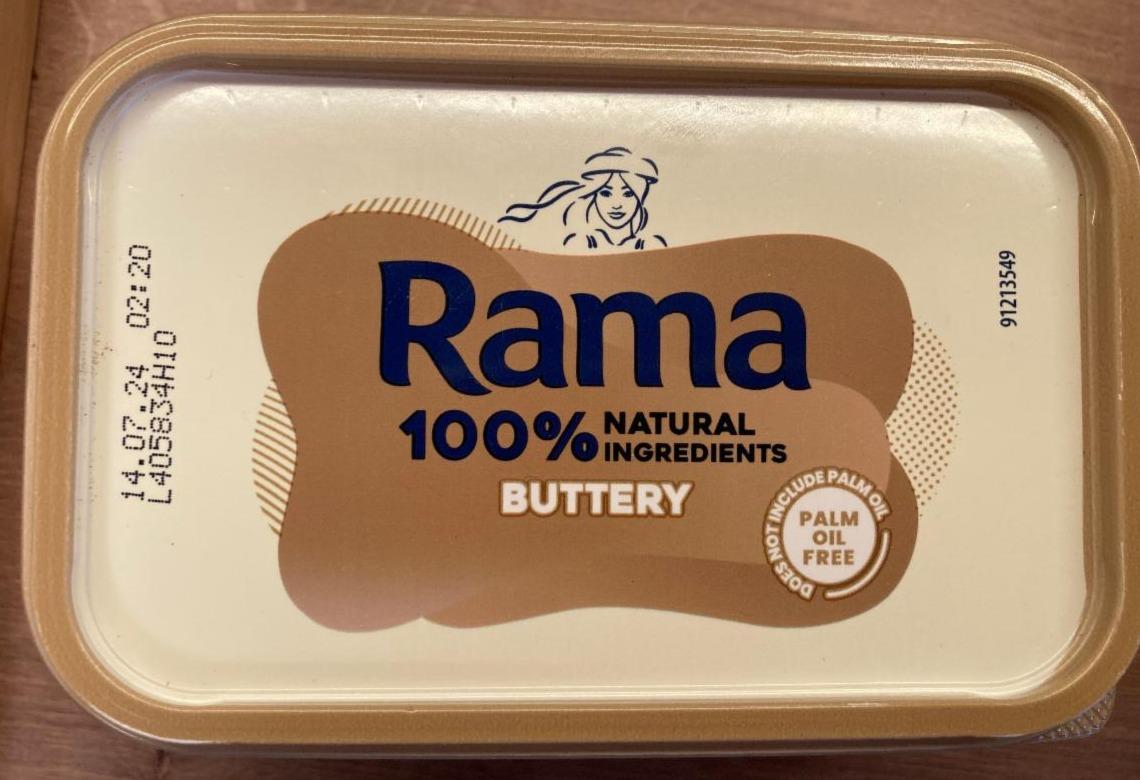 Rama
100% NATURAL
INGREDIENTS
BUTTERY
DOES NOT INCLUDE PALM OIL
PALM
OIL
FREE
14.07.24 02:20
L405834H10
91213549